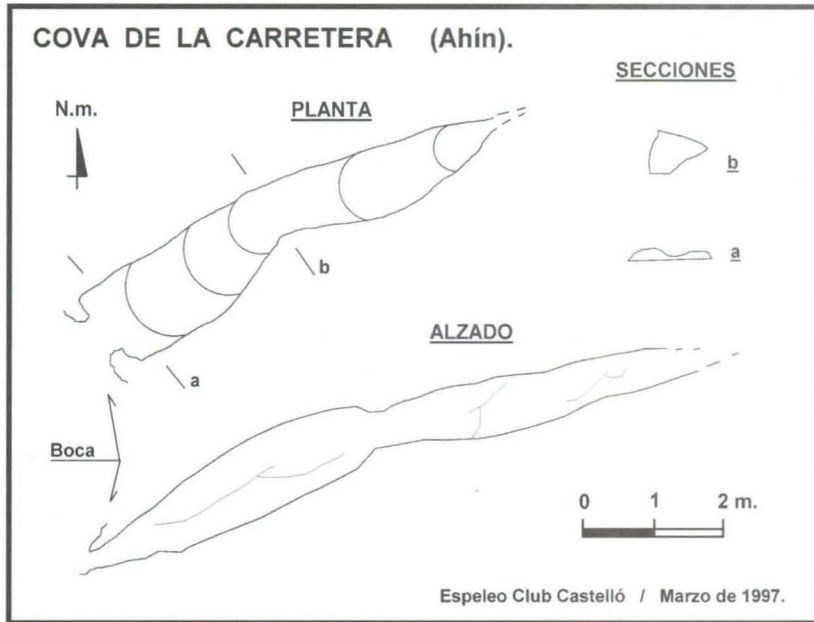 COVA DE LA CARRETERA (Ahín).
SECCIONES
N.m.
PLANTA
b
a
b
a
ALZADO
Boca
0 1 2 m.
Espeleo Club Castelló / Marzo de 1997.